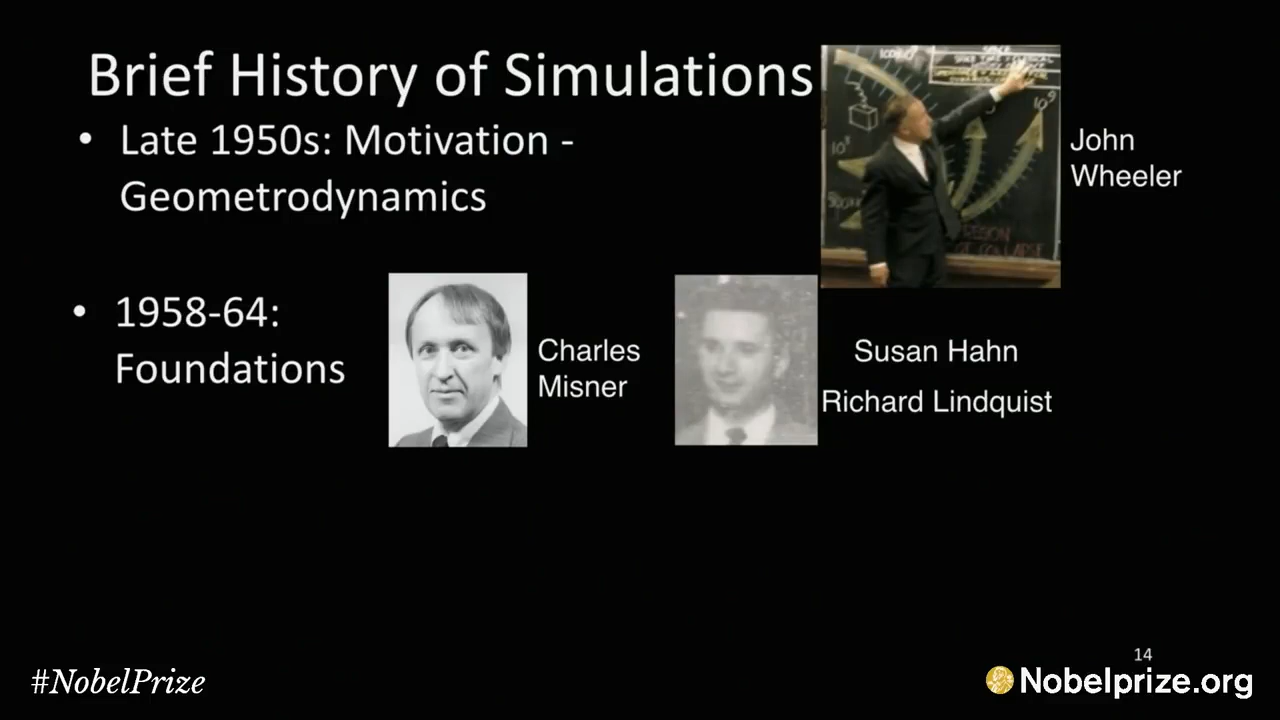 Brief History of Simulations
• Late 1950s: Motivation -
Geometrodynamics
John
Wheeler
• 1958-64:
Foundations
Charles
Misner
Susan Hahn
Richard Lindquist
14
#NobelPrize
Nobelprize.org